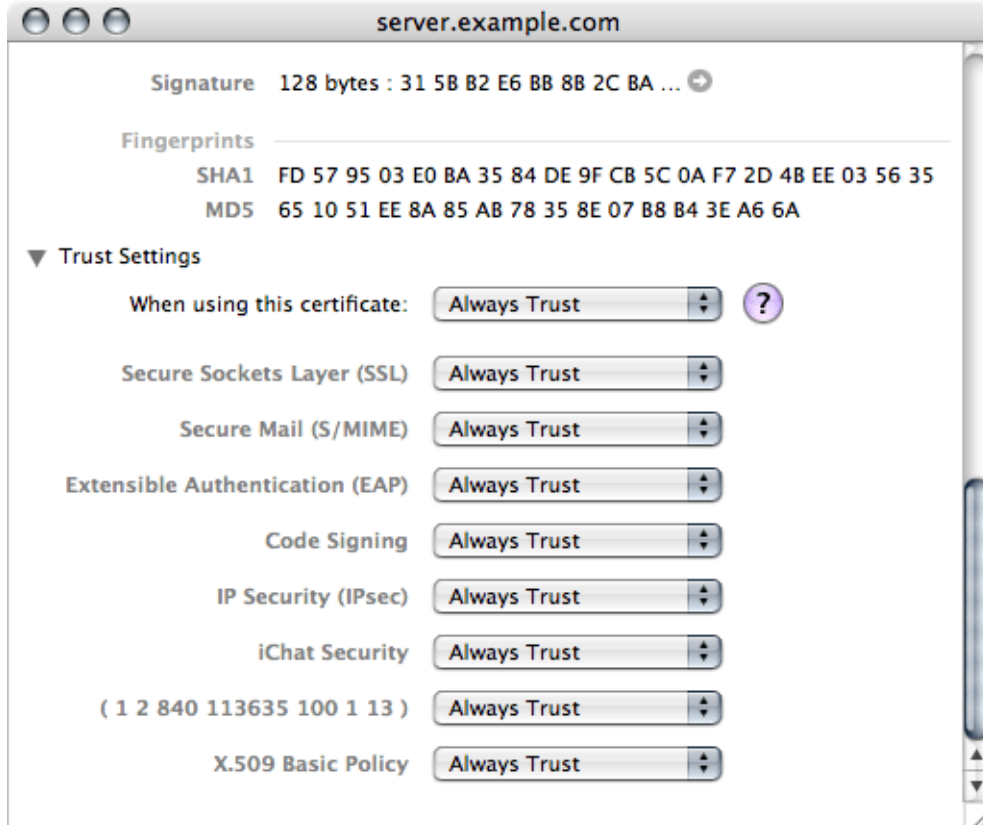 server.example.com
Signature 128 bytes : 31 5B B2 E6 BB 8B 2C BA ...
Fingerprints
SHA1 FD 57 95 03 E0 BA 35 84 DE 9F CB 5C 0A F7 2D 4B EE 03 56 35
MD5 65 10 51 EE 8A 85 AB 78 35 8E 07 B8 B4 3E A6 6A
Trust Settings
When using this certificate: Always Trust ?
Secure Sockets Layer (SSL) Always Trust
Secure Mail (S/MIME) Always Trust
Extensible Authentication (EAP) Always Trust
Code Signing Always Trust
IP Security (IPsec) Always Trust
iChat Security Always Trust
( 1 2 840 113635 100 1 13 ) Always Trust
X.509 Basic Policy Always Trust